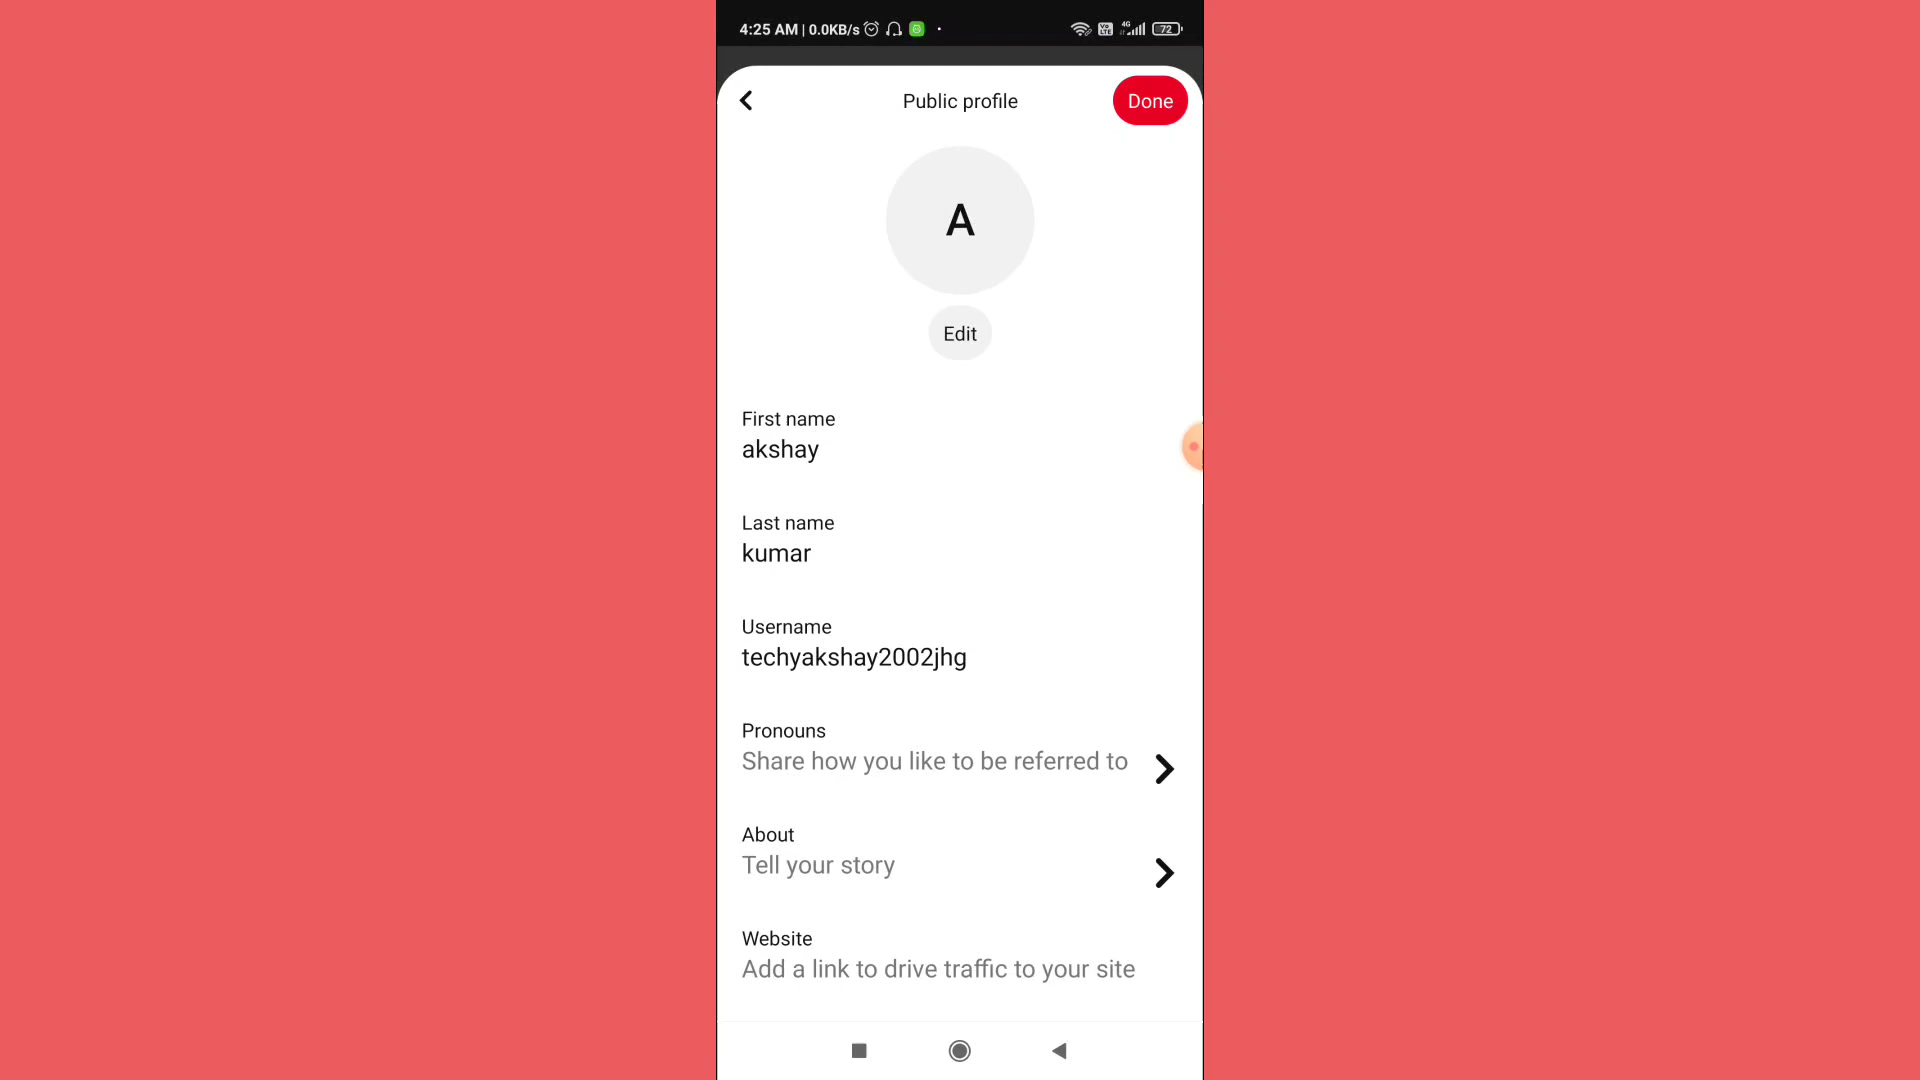 4:25 AM | 0.0KB/s
4G
72
Public profile
Done
A
Edit
First name
akshay
Last name
kumar
Username
techyakshay2002jhg
Pronouns
Share how you like to be referred to
About
Tell your story
Website
Add a link to drive traffic to your site